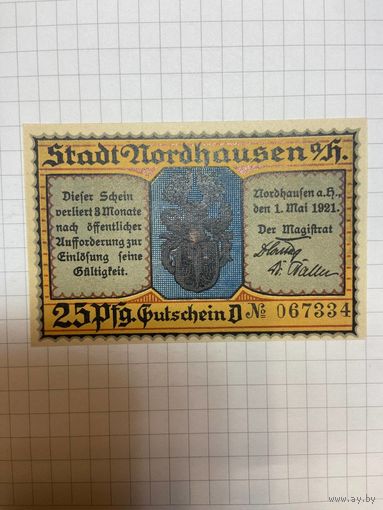 Stadt Nordhausen a/H.
Dieser Schein
verliert 3 Monate
nach öffentlicher
Aufforderung zur
Einlösung seine
Gültigkeit.
Nordhausen a.H.,
den 1. Mai 1921.
Der Magistrat
25 Pfg. Gutschein D № 067334
www.ay.by